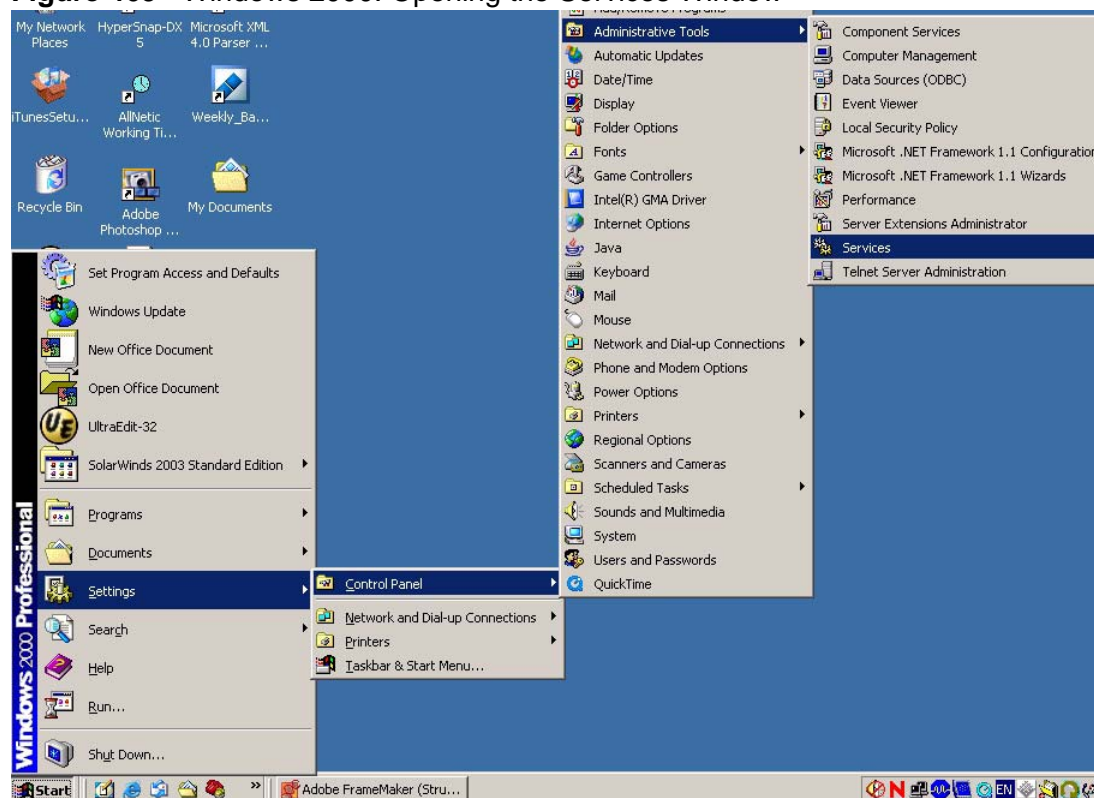 My Network Places
HyperSnap-DX 5
Microsoft XML 4.0 Parser ...
iTunesSetu...
AllNetic Working Ti...
Weekly_Ba...
Recycle Bin
Adobe Photoshop ...
My Documents
Set Program Access and Defaults
Windows Update
New Office Document
Open Office Document
UltraEdit-32
SolarWinds 2003 Standard Edition
Programs
Documents
Settings
Search
Help
Run...
Shut Down...
Windows 2000 Professional
Control Panel
Network and Dial-up Connections
Printers
Taskbar & Start Menu...
Administrative Tools
Automatic Updates
Date/Time
Display
Folder Options
Fonts
Game Controllers
Intel(R) GMA Driver
Internet Options
Java
Keyboard
Mail
Mouse
Network and Dial-up Connections
Phone and Modem Options
Power Options
Printers
Regional Options
Scanners and Cameras
Scheduled Tasks
Sounds and Multimedia
System
Users and Passwords
QuickTime
Component Services
Computer Management
Data Sources (ODBC)
Event Viewer
Local Security Policy
Microsoft .NET Framework 1.1 Configuration
Microsoft .NET Framework 1.1 Wizards
Performance
Server Extensions Administrator
Services
Telnet Server Administration
Start
Adobe FrameMaker (Stru...
EN